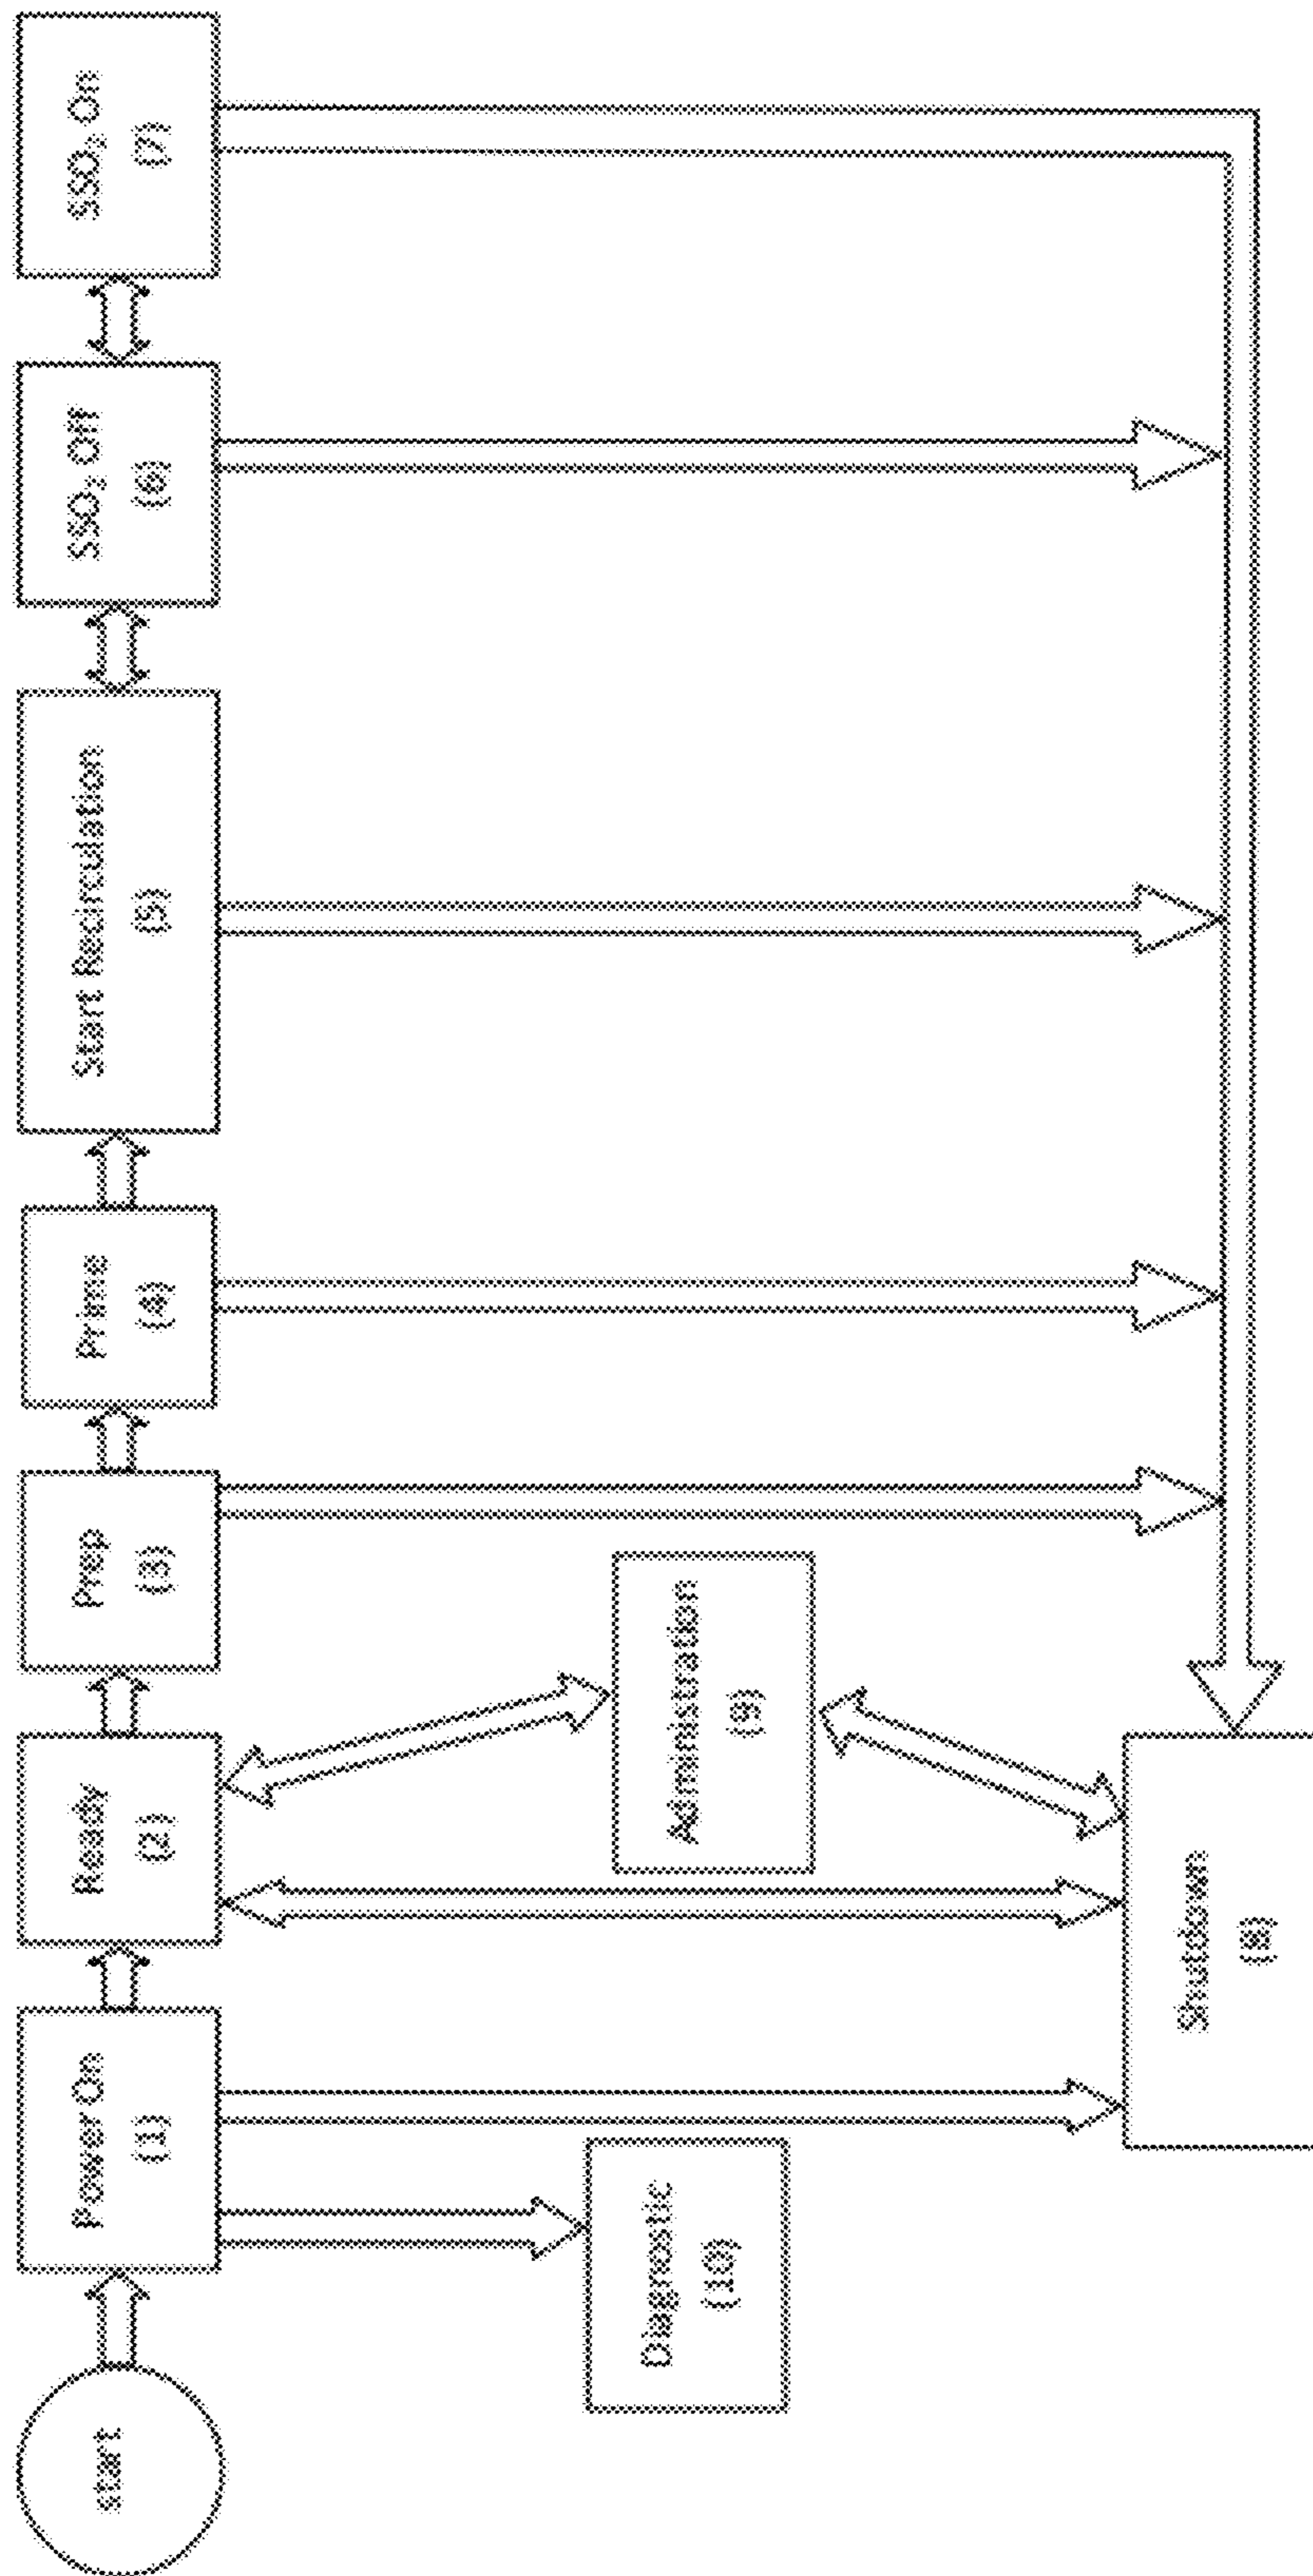 start
Power On
(1)
Ready
(2)
Prep
(3)
Prime
(4)
Start Recirculation
(5)
SSO₂ Off
(6)
SSO₂ On
(7)
Diagnostic
(10)
Administration
(9)
Shutdown
(8)